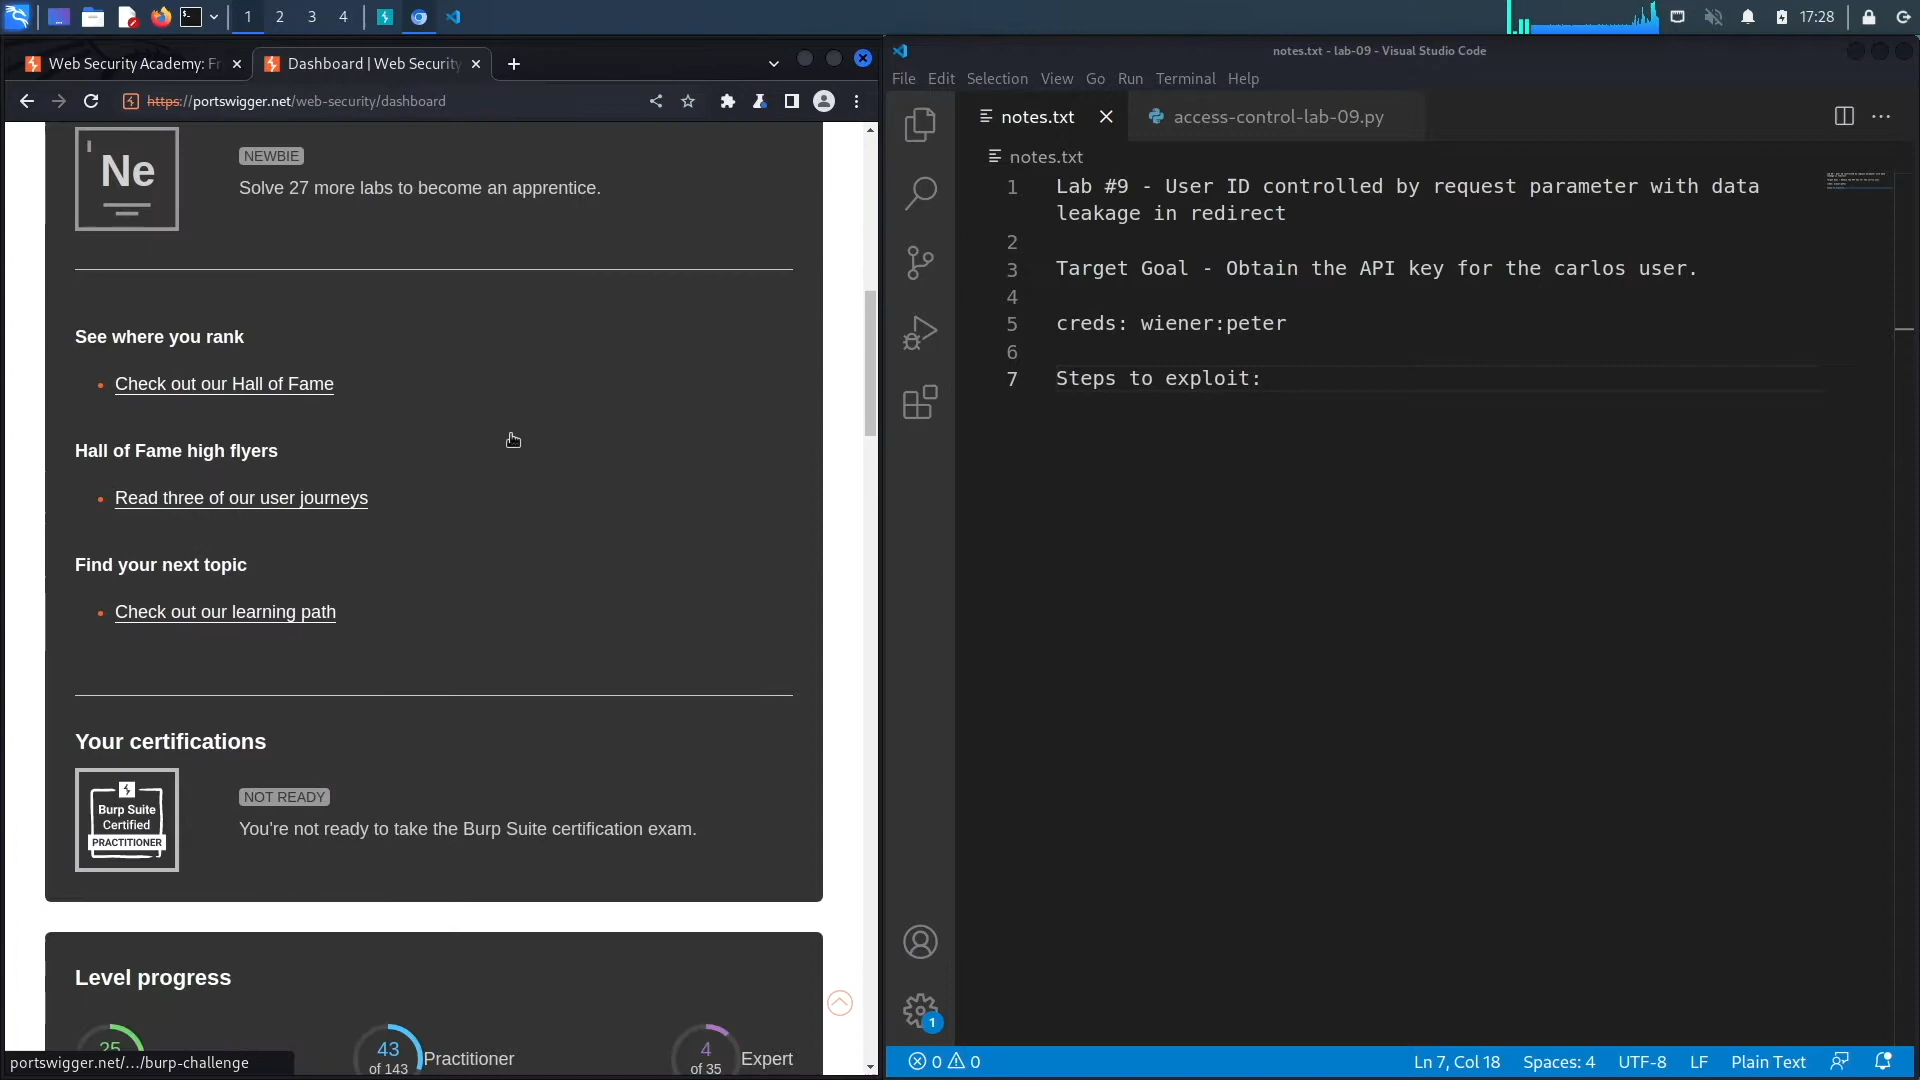 1 2 3 4
17:28
Web Security Academy: Fr
Dashboard | Web Security
https://portswigger.net/web-security/dashboard
Ne
NEWBIE
Solve 27 more labs to become an apprentice.
See where you rank
Check out our Hall of Fame
Hall of Fame high flyers
Read three of our user journeys
Find your next topic
Check out our learning path
Your certifications
Burp Suite
Certified
PRACTITIONER
NOT READY
You're not ready to take the Burp Suite certification exam.
Level progress
25
43
of 143
Practitioner
4
of 35
Expert
portswigger.net/.../burp-challenge
notes.txt - lab-09 - Visual Studio Code
File Edit Selection View Go Run Terminal Help
notes.txt
access-control-lab-09.py
notes.txt
1 Lab #9 - User ID controlled by request parameter with data
leakage in redirect
2
3 Target Goal - Obtain the API key for the carlos user.
4
5 creds: wiener:peter
6
7 Steps to exploit:
1
0 0
Ln 7, Col 18 Spaces: 4 UTF-8 LF Plain Text